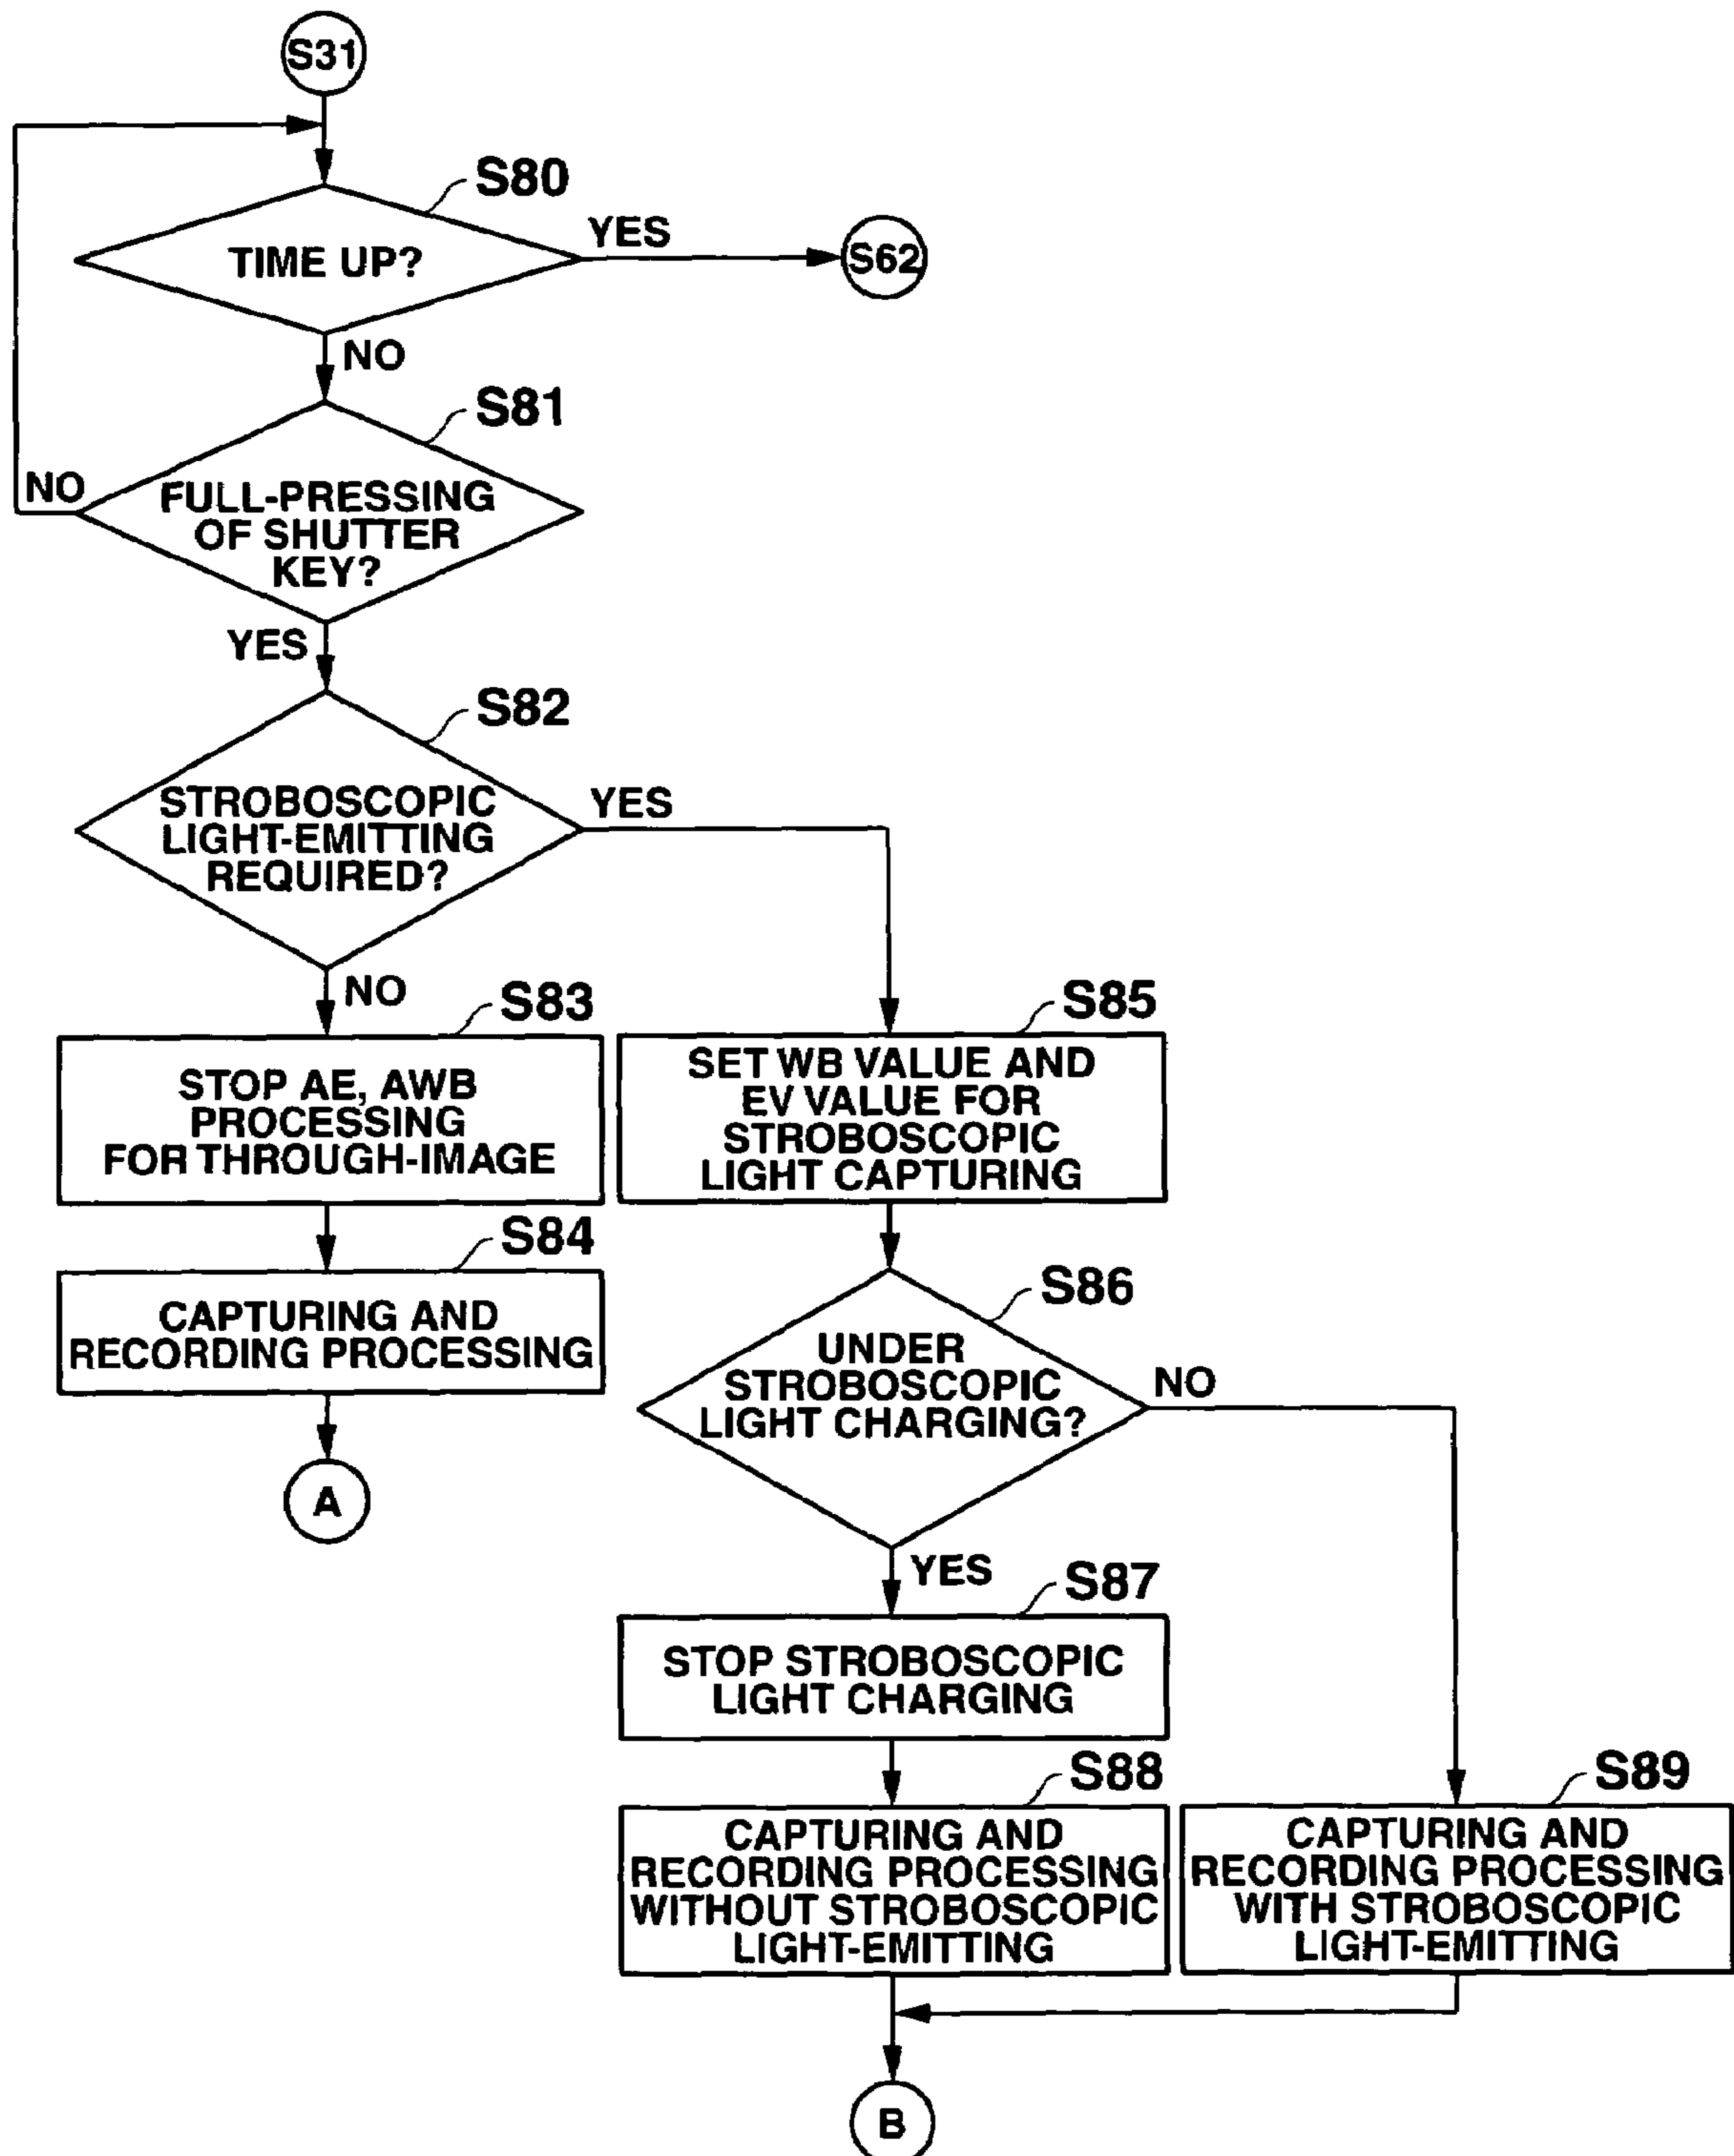 S31
S80
TIME UP?
YES
S62
NO
S81
NO
FULL-PRESSING
OF SHUTTER
KEY?
YES
S82
STROBOSCOPIC
LIGHT-EMITTING
REQUIRED?
YES
NO
S83
STOP AE, AWB
PROCESSING
FOR THROUGH-IMAGE
S84
CAPTURING AND
RECORDING PROCESSING
A
S85
SET WB VALUE AND
EV VALUE FOR
STROBOSCOPIC
LIGHT CAPTURING
S86
UNDER
STROBOSCOPIC
LIGHT CHARGING?
NO
YES
S87
STOP STROBOSCOPIC
LIGHT CHARGING
S88
CAPTURING AND
RECORDING PROCESSING
WITHOUT STROBOSCOPIC
LIGHT-EMITTING
S89
CAPTURING AND
RECORDING PROCESSING
WITH STROBOSCOPIC
LIGHT-EMITTING
B